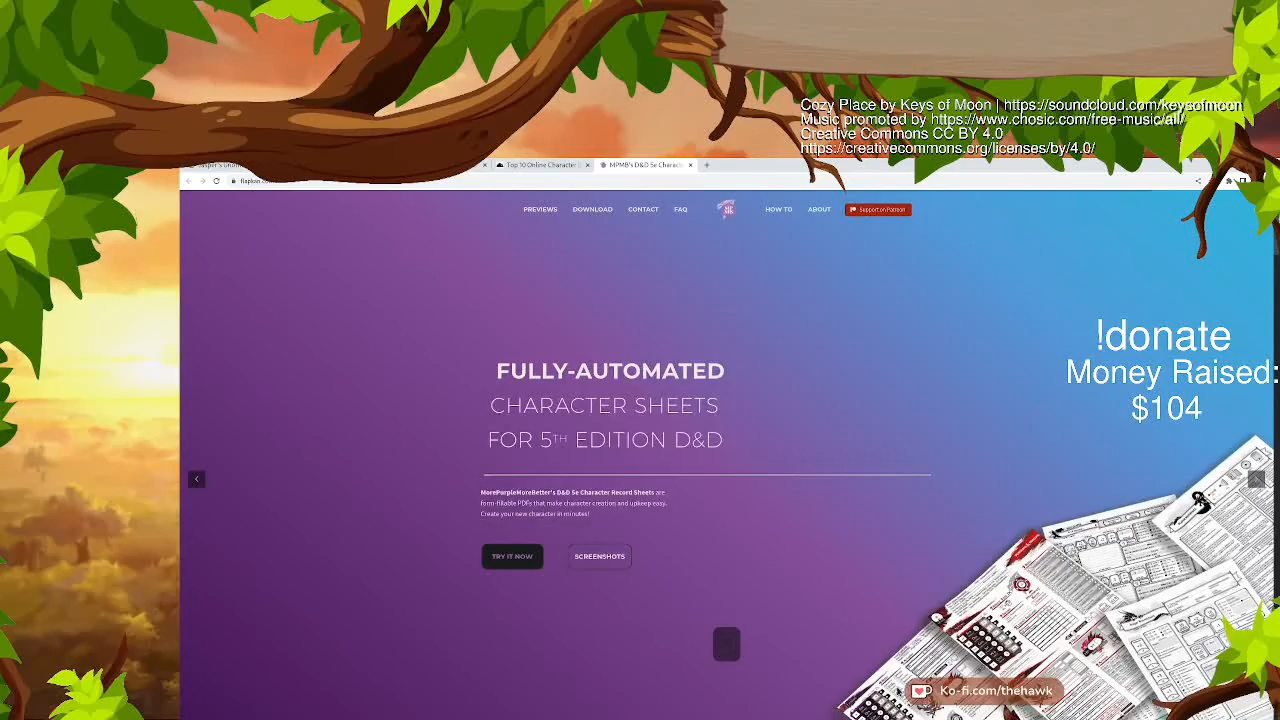 Cozy Place by Keys of Moon | https://soundcloud.com/keysofmoon
Music promoted by https://www.chosic.com/free-music/all/
Creative Commons CC BY 4.0
https://creativecommons.org/licenses/by/4.0/
Top 10 Online Character
MPMB's D&D 5e Charact
PREVIEWS DOWNLOAD CONTACT FAQ HOW TO ABOUT Support on Patreon
!donate
Money Raised:
$104
FULLY-AUTOMATED
CHARACTER SHEETS
FOR 5TH EDITION D&D
MorePurpleMoreBetter's D&D 5e Character Record Sheets are
form-fillable PDFs that make character creation and upkeep easy.
Create your new character in minutes!
TRY IT NOW SCREENSHOTS
Ko-fi.com/thehawk